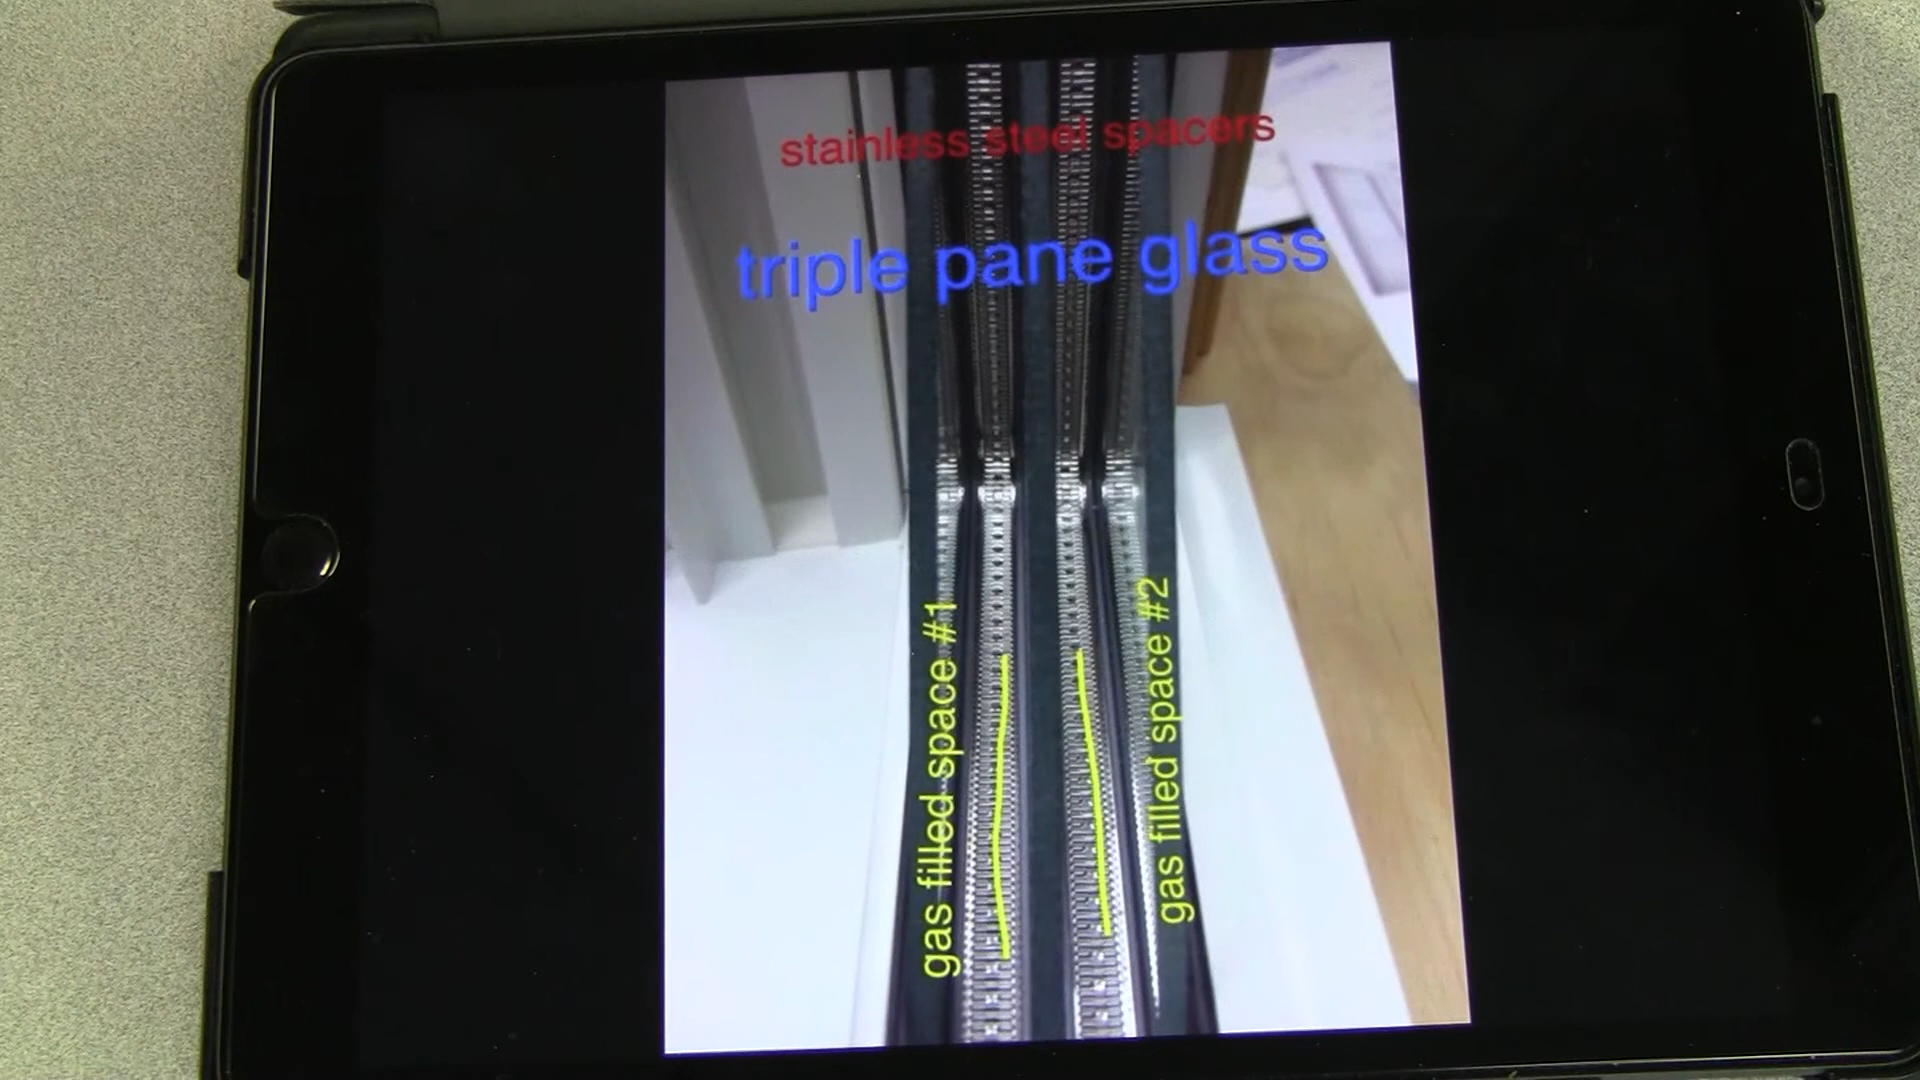 stainless steel spacers
triple pane glass
gas filled space #1
gas filled space #2